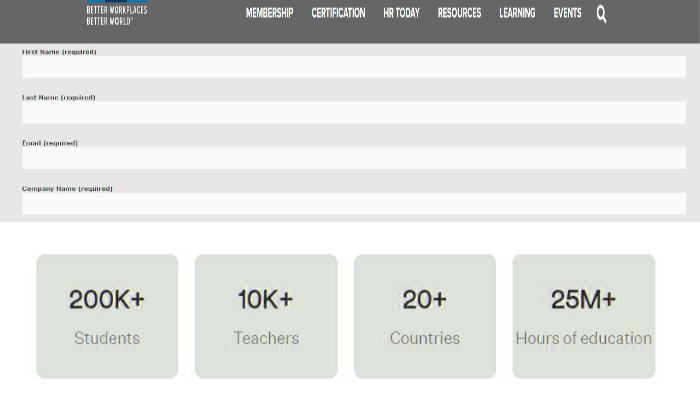 BETTER WORKPLACES
BETTER WORLD™
MEMBERSHIP CERTIFICATION HR TODAY RESOURCES LEARNING EVENTS
First Name (required)
Last Name (required)
Email (required)
Company Name (required)
200K+ 10K+ 20+ 25M+
Students Teachers Countries Hours of education